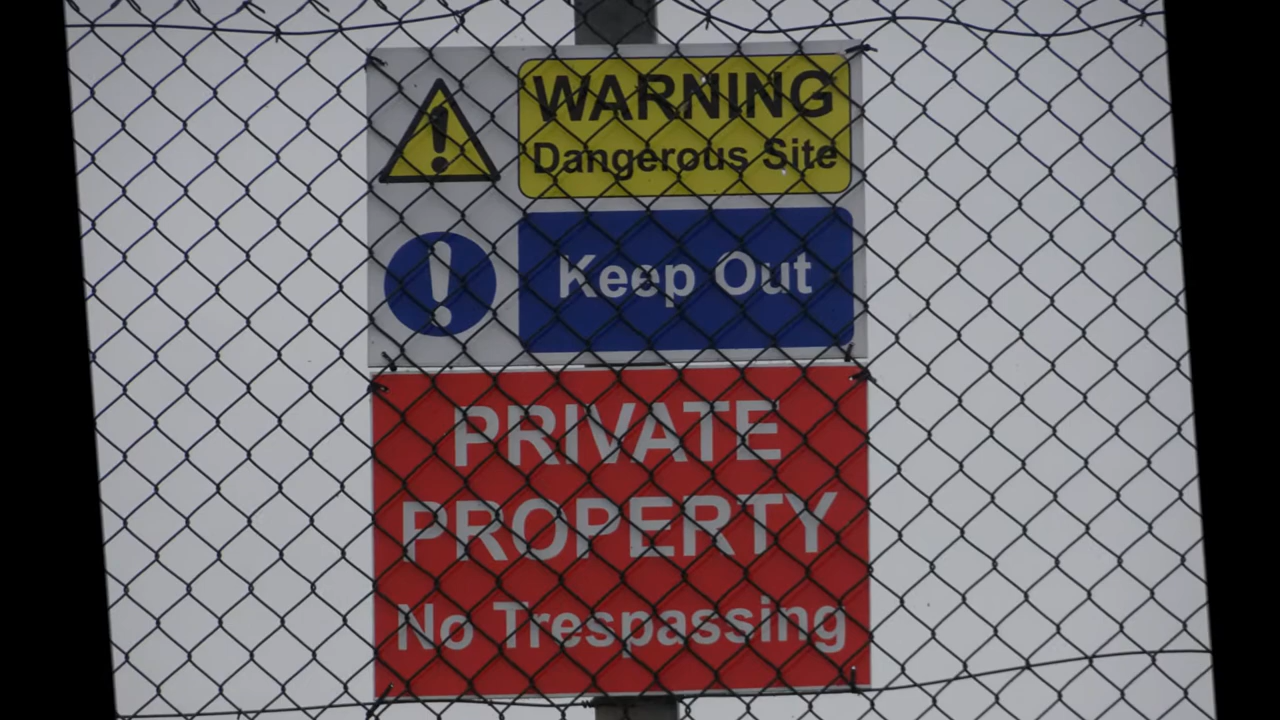 WARNING
Dangerous Site
Keep Out
PRIVATE
PROPERTY
No Trespassing